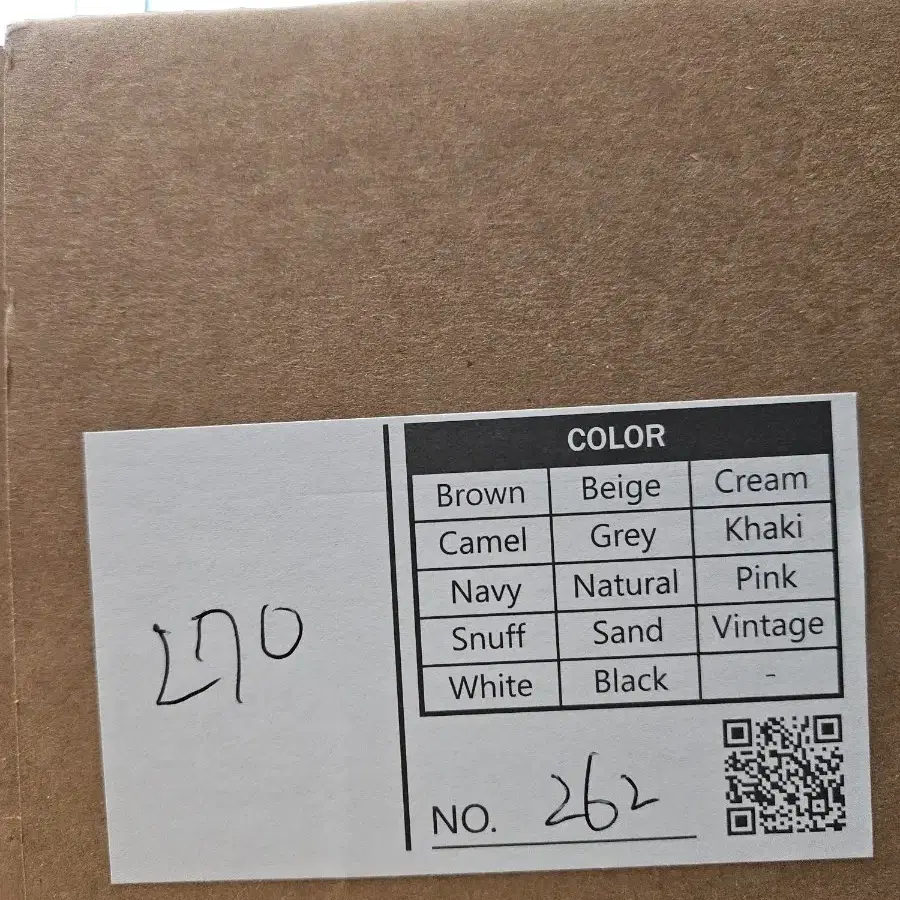 270
COLOR
Brown Beige Cream
Camel Grey Khaki
Navy Natural Pink
Snuff Sand Vintage
White Black -
NO. 262